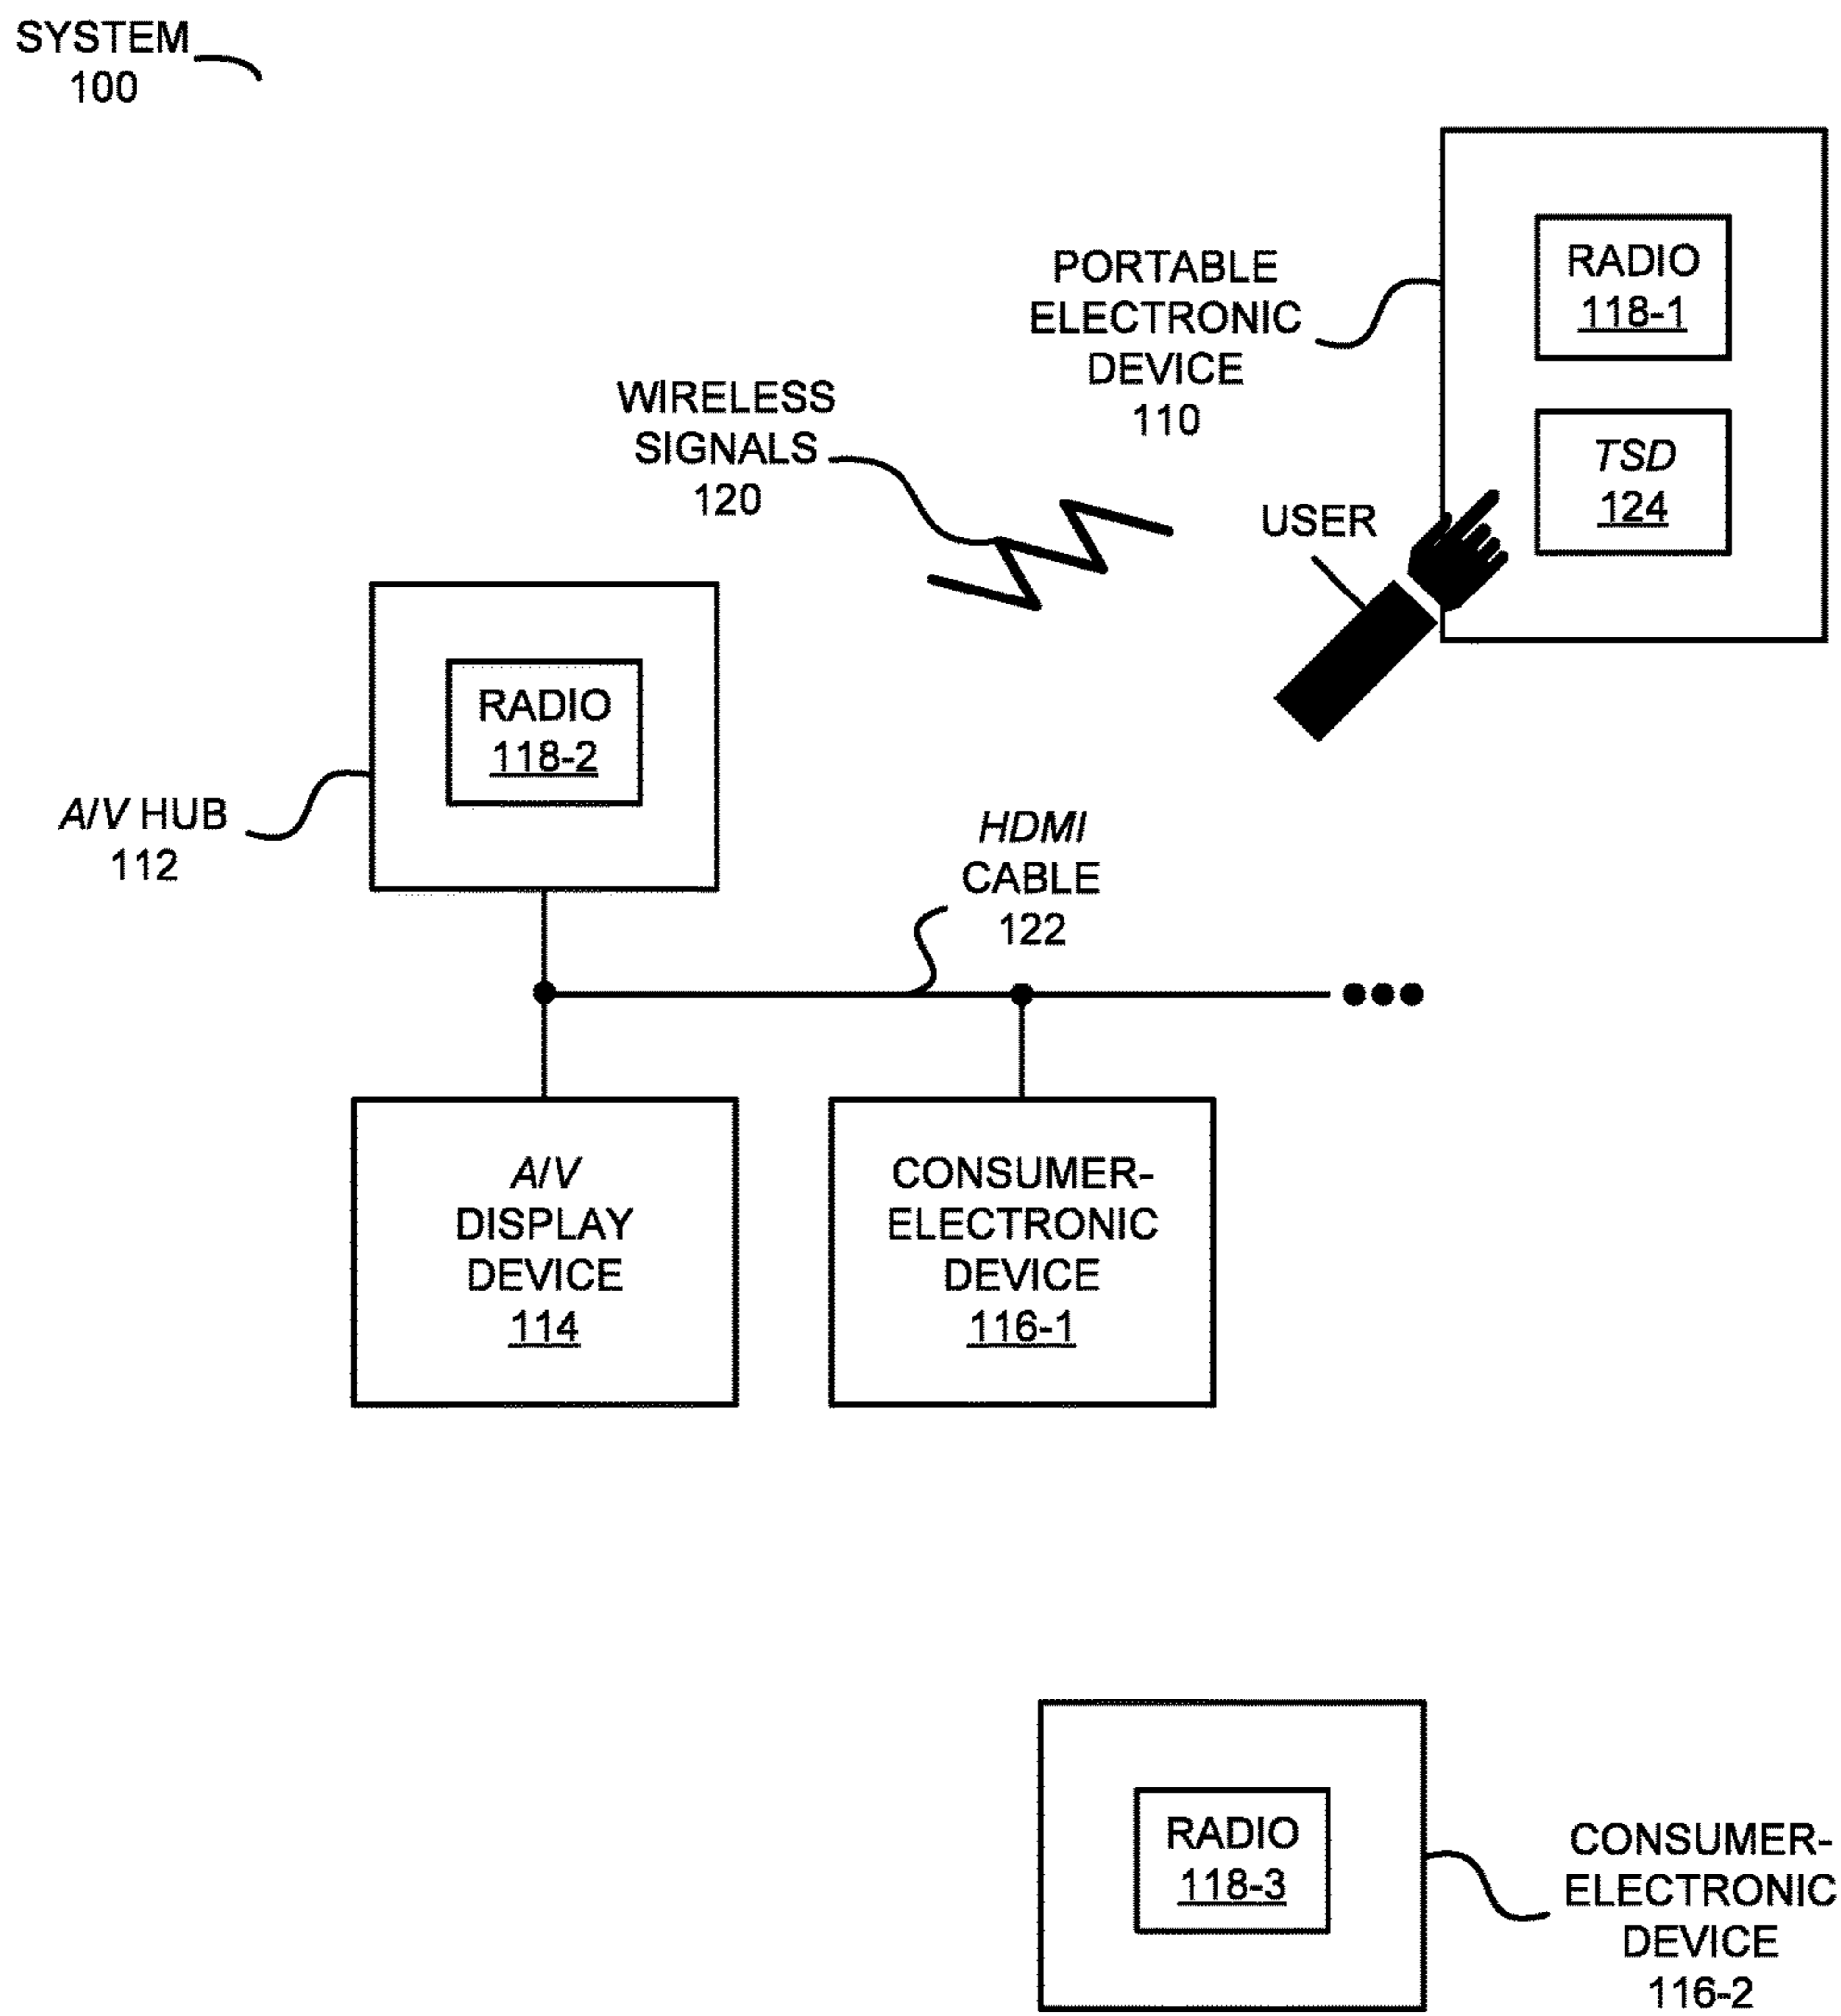 SYSTEM
100
PORTABLE
ELECTRONIC
DEVICE
110
RADIO
118-1
TSD
124
WIRELESS
SIGNALS
120
USER
RADIO
118-2
A/V HUB
112
HDMI
CABLE
122
A/V
DISPLAY
DEVICE
114
CONSUMER-
ELECTRONIC
DEVICE
116-1
RADIO
118-3
CONSUMER-
ELECTRONIC
DEVICE
116-2